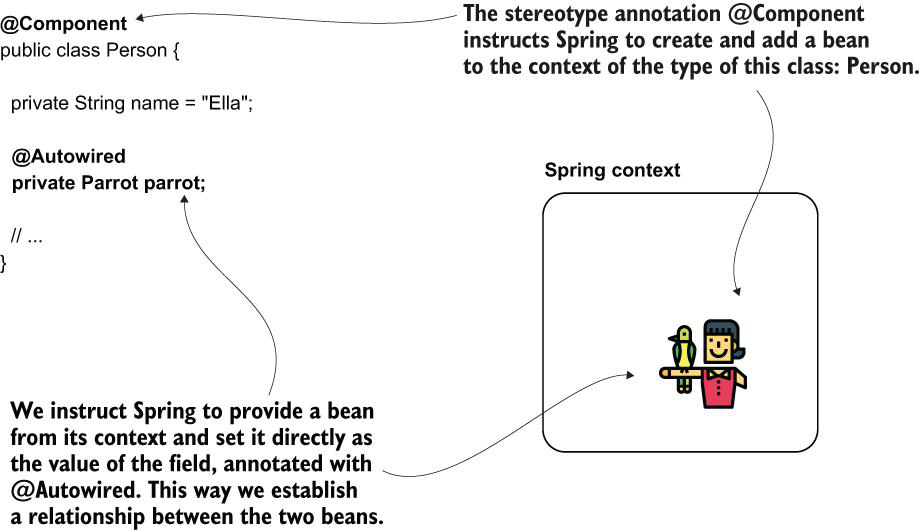 @Component
public class Person {
private String name = "Ella";
@Autowired
private Parrot parrot;
// ...
}
The stereotype annotation @Component
instructs Spring to create and add a bean
to the context of the type of this class: Person.
Spring context
We instruct Spring to provide a bean
from its context and set it directly as
the value of the field, annotated with
@Autowired. This way we establish
a relationship between the two beans.